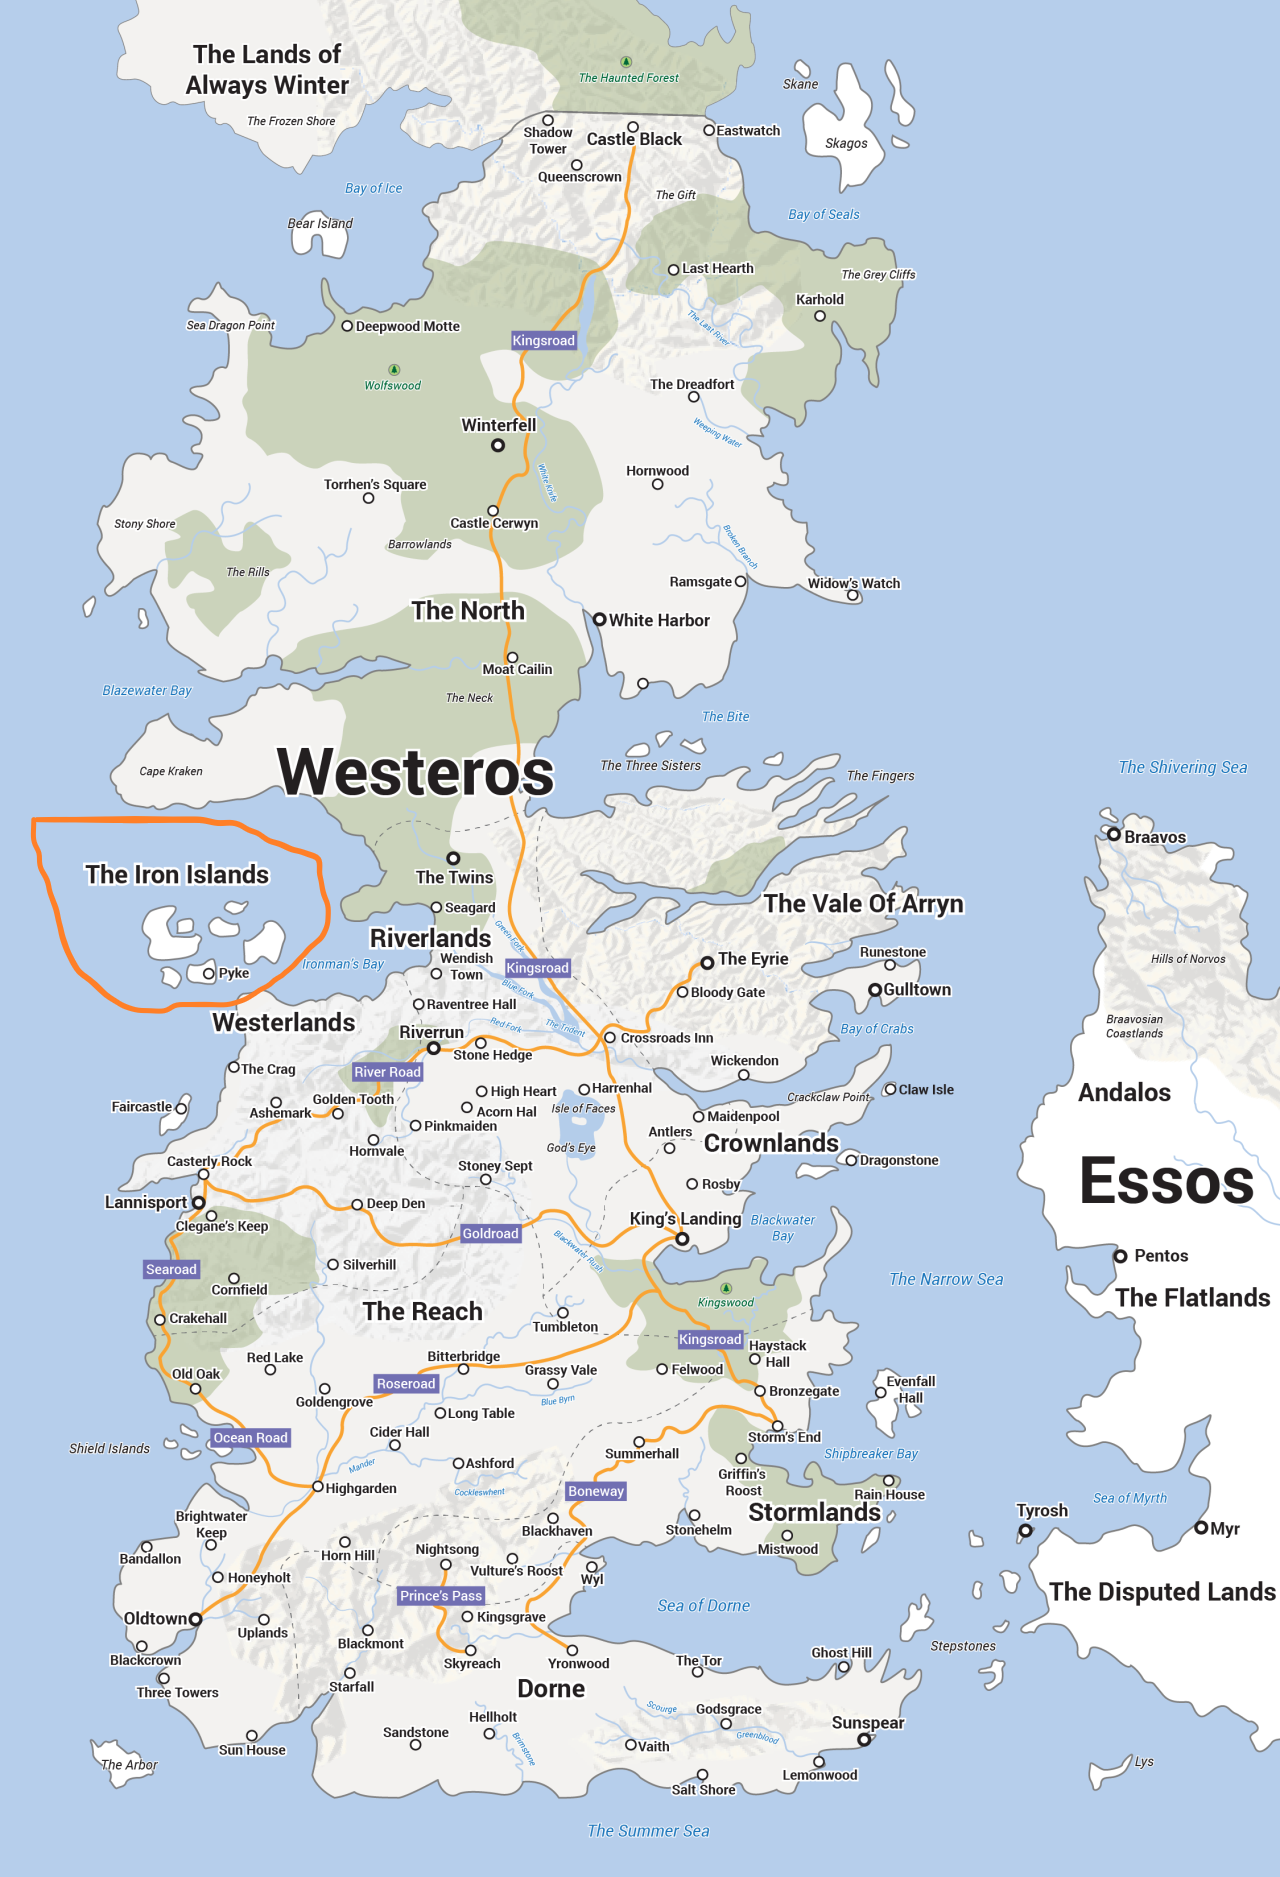 The Lands of
Always Winter
The Frozen Shore
The Haunted Forest
Skane
Skagos
Shadow
Tower
Castle Black
Eastwatch
Queenscrown
The Gift
Bay of Ice
Bear Island
Bay of Seals
Last Hearth
The Grey Cliffs
Karhold
Sea Dragon Point
Deepwood Motte
The Last River
Kingsroad
Wolfswood
The Dreadfort
Weeping Water
Winterfell
Hornwood
White Knife
Torrhen's Square
Castle Cerwyn
Stony Shore
Barrowlands
Broken Branch
The Rills
Ramsgate
Widow's Watch
The North
White Harbor
Moat Cailin
Blazewater Bay
The Neck
The Bite
Cape Kraken
Westeros
The Three Sisters
The Fingers
The Shivering Sea
Braavos
The Iron Islands
The Twins
Seagard
The Vale Of Arryn
Riverlands
Green Fork
Wendish
Town
Ironman's Bay
Kingsroad
The Eyrie
Runestone
Hills of Norvos
Pyke
Blue Fork
Bloody Gate
Gulltown
Raventree Hall
Westerlands
Riverrun
Red Fork
The Trident
Crossroads Inn
Bay of Crabs
Braavosian
Coastlands
Stone Hedge
The Crag
River Road
Wickendon
Andalos
High Heart
Harrenhal
Crackclaw Point
Claw Isle
Faircastle
Ashemark
Golden Tooth
Acorn Hal
Isle of Faces
Pinkmaiden
Maidenpool
Antlers
Crownlands
Hornvale
God's Eye
Casterly Rock
Stoney Sept
Dragonstone
Essos
Rosby
Lannisport
Deep Den
Clegane's Keep
Goldroad
King's Landing
Blackwater
Bay
Blackwater Rush
Pentos
Searoad
Silverhill
Cornfield
The Narrow Sea
The Flatlands
Kingswood
The Reach
Crakehall
Tumbleton
Kingsroad
Haystack
Hall
Red Lake
Bitterbridge
Old Oak
Roseroad
Grassy Vale
Felwood
Evenfall
Hall
Goldengrove
Blue Byrn
Bronzegate
Long Table
Ocean Road
Cider Hall
Storm's End
Shield Islands
Summerhall
Shipbreaker Bay
Mander
Ashford
Griffin's
Roost
Highgarden
Cockleswhent
Boneway
Rain House
Sea of Myrth
Brightwater
Keep
Stormlands
Tyrosh
Blackhaven
Stonehelm
Myr
Bandallon
Horn Hill
Nightsong
Mistwood
Vulture's Roost
Wyl
Honeyholt
Prince's Pass
The Disputed Lands
Sea of Dorne
Oldtown
Uplands
Kingsgrave
Blackmont
Stepstones
Blackcrown
Skyreach
Yronwood
The Tor
Ghost Hill
Three Towers
Starfall
Dorne
Scourge
Godsgrace
Hellholt
Sunspear
Sandstone
Brimstone
Greenblood
Sun House
Vaith
The Arbor
Lys
Lemonwood
Salt Shore
The Summer Sea